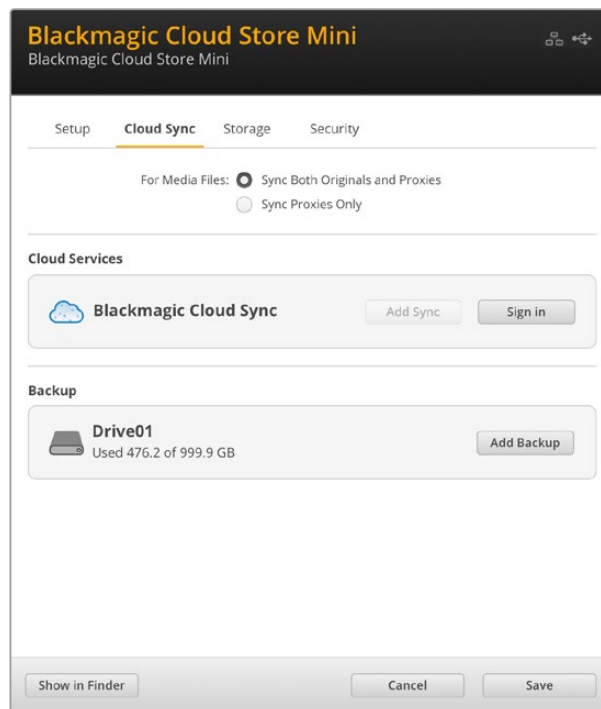 Blackmagic Cloud Store Mini
Blackmagic Cloud Store Mini
Setup Cloud Sync Storage Security
For Media Files: Sync Both Originals and Proxies
Sync Proxies Only
Cloud Services
Blackmagic Cloud Sync Add Sync Sign in
Backup
Drive01
Used 476.2 of 999.9 GB
Add Backup
Show in Finder Cancel Save